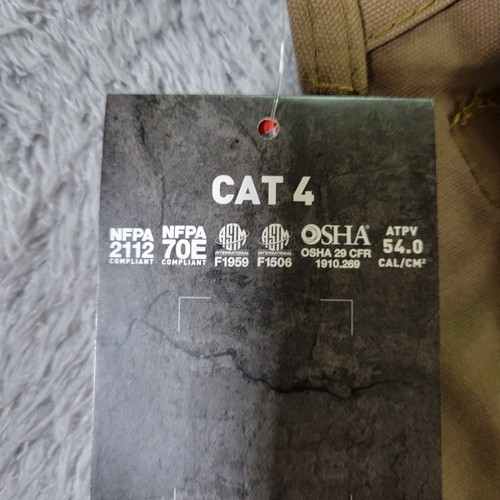 CAT 4
NFPA 2112 COMPLIANT
NFPA 70E COMPLIANT
ASTM INTERNATIONAL F1959
ASTM INTERNATIONAL F1506
OSHA® OSHA 29 CFR 1910.269
ATPV 54.0 CAL/CM²